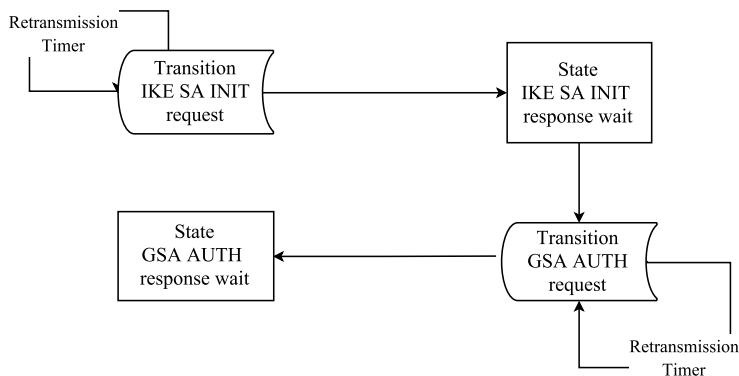 Retransmission
Timer
Transition
IKE SA INIT
request
State
IKE SA INIT
response wait
State
GSA AUTH
response wait
Transition
GSA AUTH
request
Retransmission
Timer